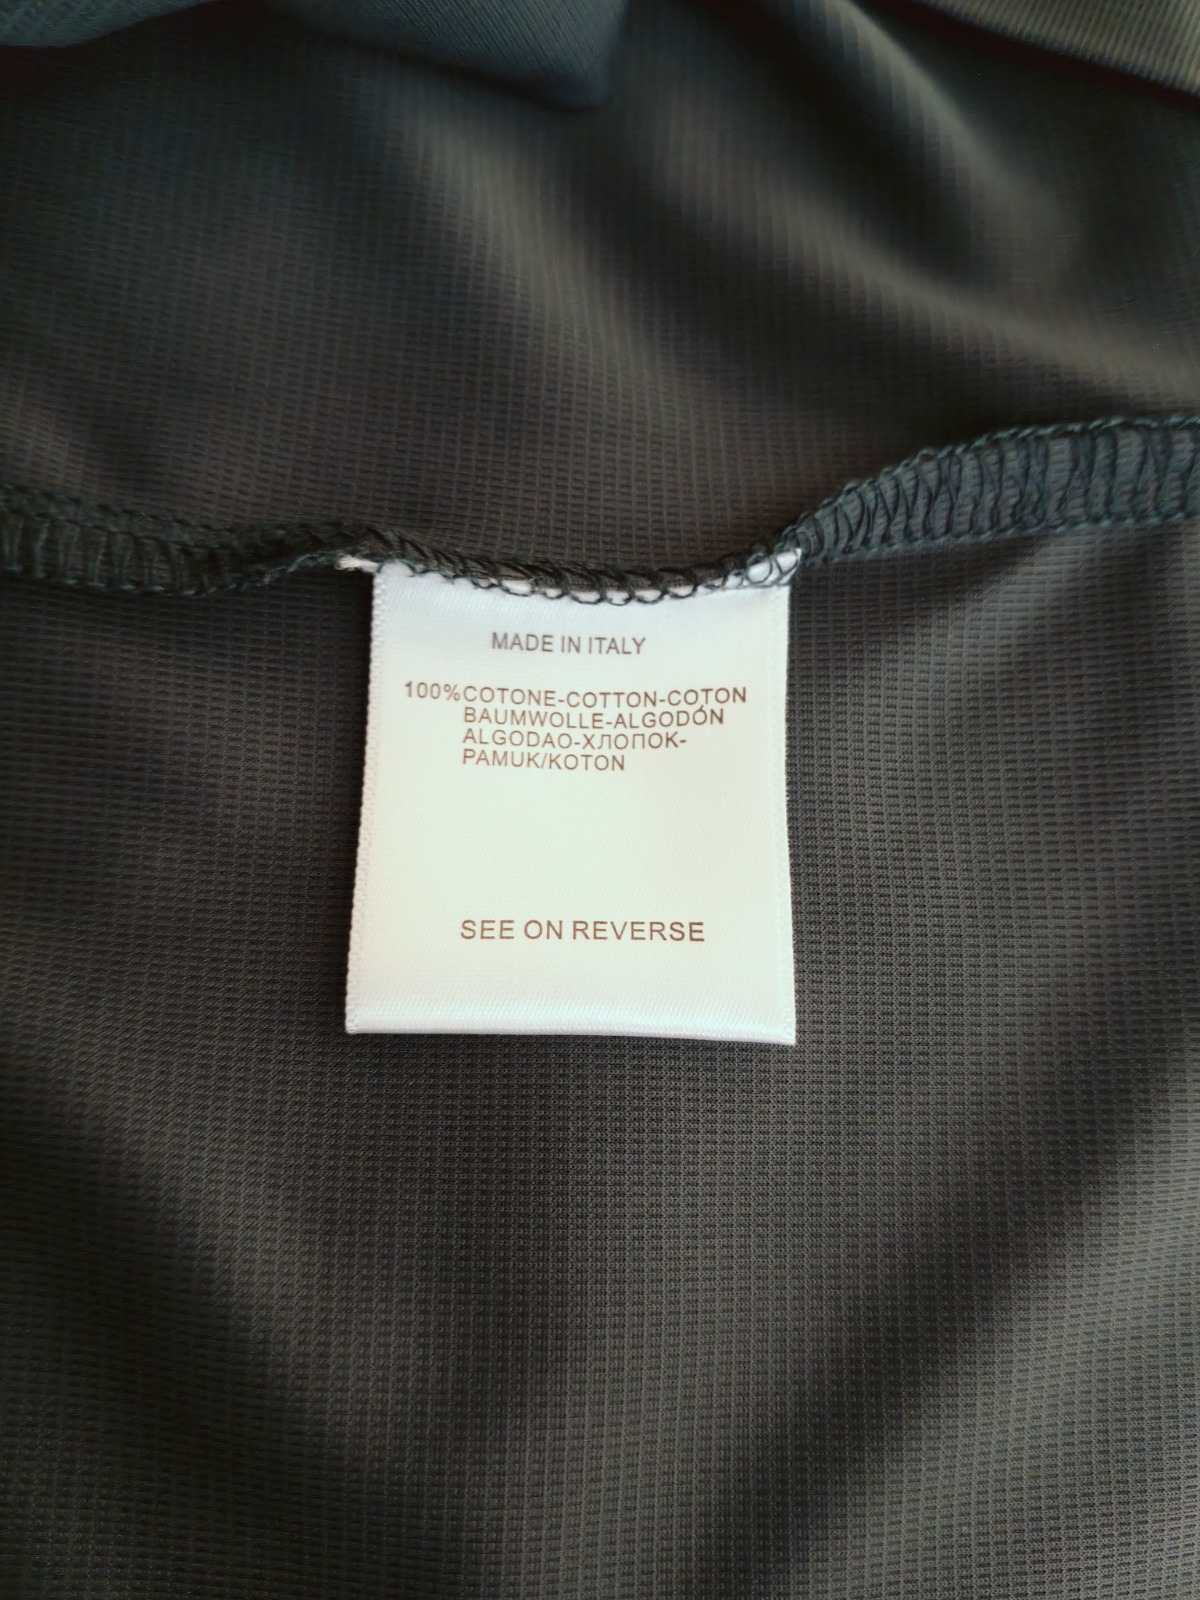 MADE IN ITALY
100%COTONE-COTTON-COTON
BAUMWOLLE-ALGODÓN
ALGODAO-ХЛОПОК-
PAMUK/KOTON
SEE ON REVERSE